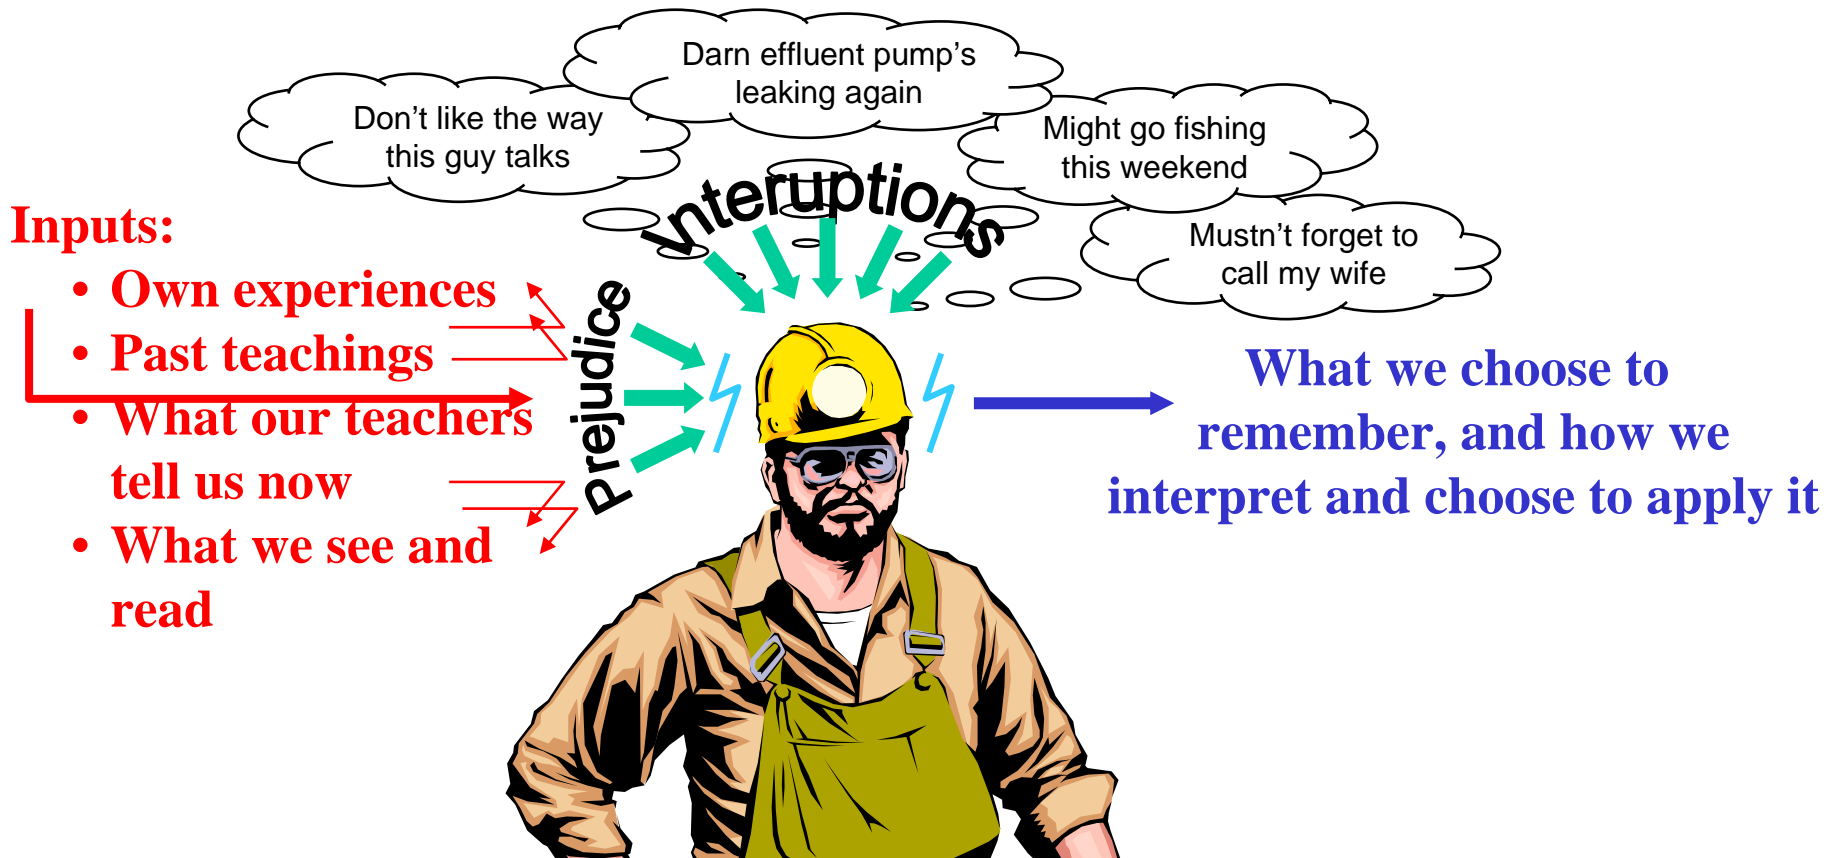 Darn effluent pump's
leaking again
Don't like the way
this guy talks
Might go fishing
this weekend
Mustn't forget to
call my wife
Interuptions
Prejudice
Inputs:
• Own experiences
• Past teachings
• What our teachers
tell us now
• What we see and
read
What we choose to
remember, and how we
interpret and choose to apply it